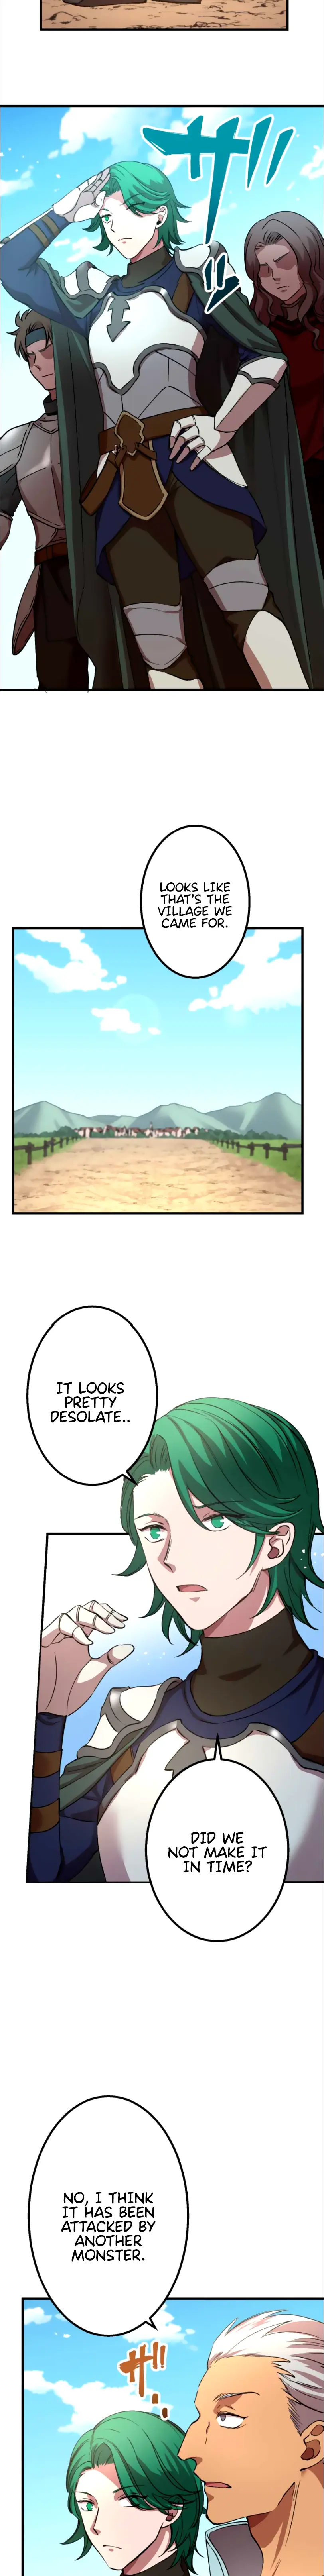 ザッ
LOOKS LIKE
THAT'S THE
VILLAGE WE
CAME FOR.
IT LOOKS
PRETTY
DESOLATE..
DID WE
NOT MAKE IT
IN TIME?
NO, I THINK
IT HAS BEEN
ATTACKED BY
ANOTHER
MONSTER.
ザ